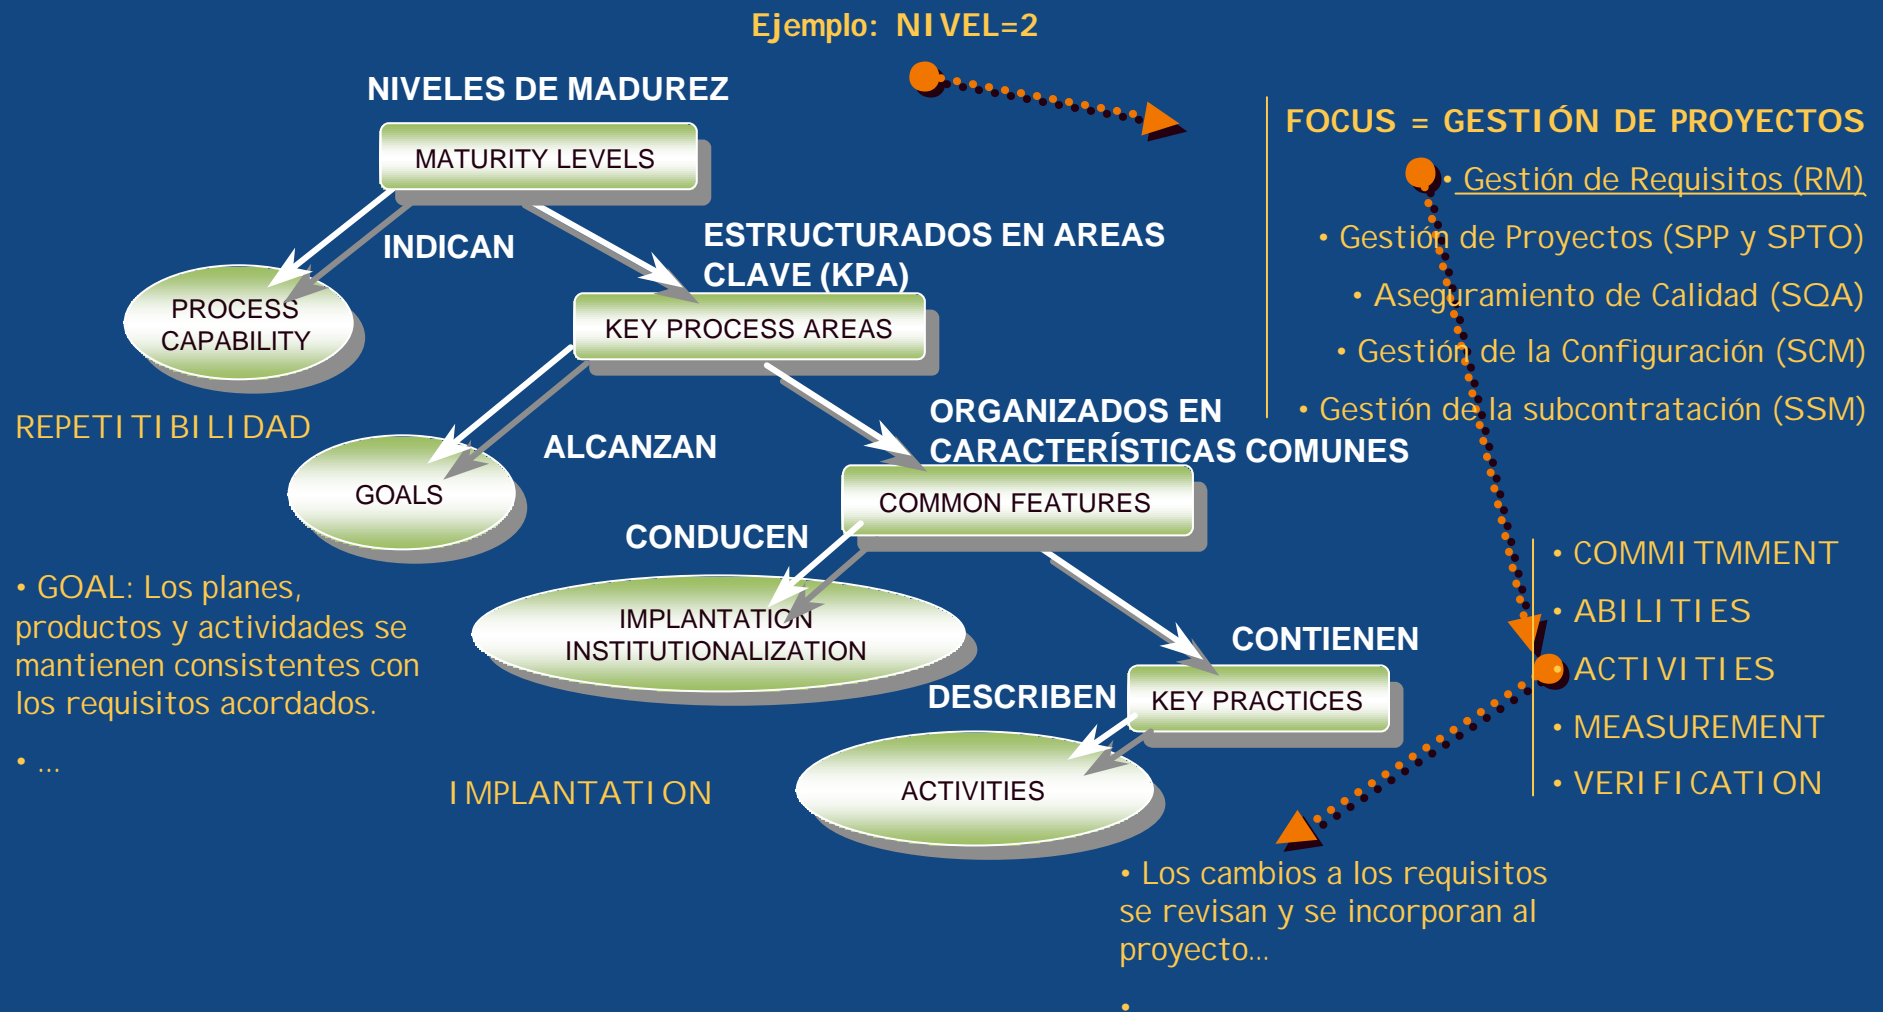 Ejemplo: NIVEL=2
NIVELES DE MADUREZ
MATURITY LEVELS
FOCUS = GESTIÓN DE PROYECTOS
• Gestión de Requisitos (RM)
• Gestión de Proyectos (SPP y SPTO)
• Aseguramiento de Calidad (SQA)
• Gestión de la Configuración (SCM)
• Gestión de la subcontratación (SSM)
INDICAN
ESTRUCTURADOS EN AREAS
CLAVE (KPA)
PROCESS
CAPABILITY
KEY PROCESS AREAS
REPETITIBILIDAD
ALCANZAN
ORGANIZADOS EN
CARACTERÍSTICAS COMUNES
GOALS
COMMON FEATURES
CONDUCEN
• GOAL: Los planes,
productos y actividades se
mantienen consistentes con
los requisitos acordados.
• ...
IMPLANTATION
INSTITUTIONALIZATION
CONTIENEN
DESCRIBEN
KEY PRACTICES
• COMMITMMENT
• ABILITIES
• ACTIVITIES
• MEASUREMENT
• VERIFICATION
IMPLANTATION
ACTIVITIES
• Los cambios a los requisitos
se revisan y se incorporan al
proyecto...
•